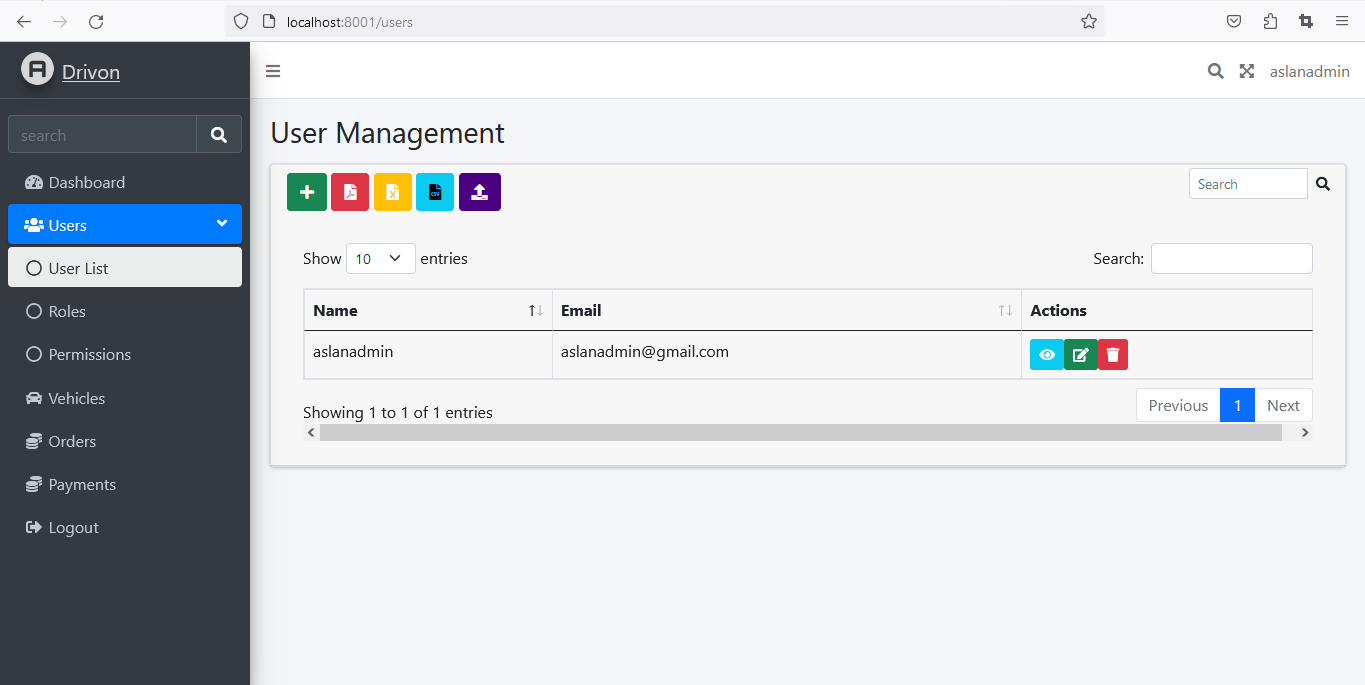 localhost:8001/users
Drivon
aslanadmin
search
Dashboard
Users
User List
Roles
Permissions
Vehicles
Orders
Payments
Logout
User Management
Search
Show 10 entries
Search:
Name Email Actions
aslanadmin aslanadmin@gmail.com
Showing 1 to 1 of 1 entries
Previous 1 Next